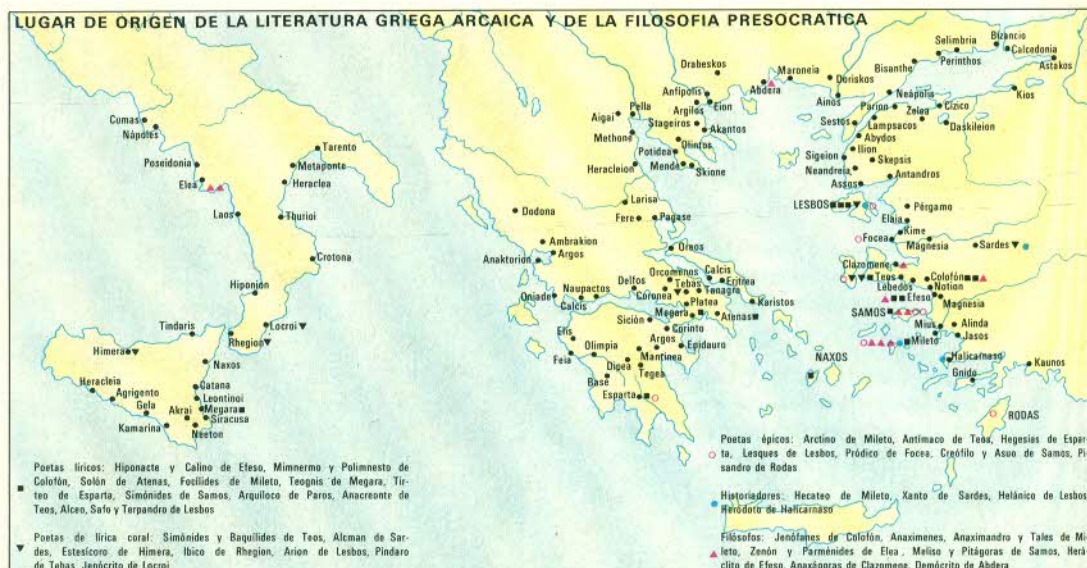 LUGAR DE ORIGEN DE LA LITERATURA GRIEGA ARCAICA Y DE LA FILOSOFIA PRESOCRATICA
Cumas
Nápoles
Poseidonia
Elea
Tarento
Metaponte
Heraclea
Laos
Thurioi
Crotona
Hiponión
Locroi
Rhegion
Tindaris
Himera
Naxos
Heracleia
Agrigento
Gela
Akrai
Kamarina
Catana
Leontinoi
Megara
Siracusa
Neeton
Drabeskos
Anfípolis
Argilos
Eion
Pella
Aigai
Stageiros
Akantos
Methone
Olintos
Potidea
Heracleion
Mende
Skione
Abdera
Maroneia
Doriskos
Ainos
Selimbria
Bizancio
Calcedonia
Bisanthe
Perinthos
Astakos
Kios
Neápolis
Parion
Cízico
Sestos
Zelea
Lampsacos
Daskileion
Abydos
Ilion
Sigeion
Skepsis
Neandreia
Assos
Antandros
LESBOS
Pérgamo
Elaia
Kime
Focea
Magnesia
Sardes
Clazomene
Teos
Colofón
Lebedos
Notion
Efeso
Magnesia
SAMOS
Mius
Alinda
Jasos
Mileto
Halicarnaso
Gnido
Kaunos
RODAS
NAXOS
Larisa
Dodona
Fere
Pagase
Ambrakion
Argos
Anaktorion
Oreos
Orcomenos
Calcis
Delfos
Tebas
Eritrea
Naupactos
Coronea
Tanagra
Oniade
Calcis
Platea
Karistos
Megara
Atenas
Sición
Corinto
Elis
Argos
Epidauro
Olimpia
Feia
Mantinea
Dipea
Tegea
Base
Esparta
Poetas líricos: Hiponacte y Calino de Efeso, Mimnermo y Polimnesto de
Colofón, Solón de Atenas, Focílides de Mileto, Teognis de Megara, Tir-
teo de Esparta, Simónides de Samos, Arquíloco de Paros, Anacreonte de
Teos, Alceo, Safo y Terpandro de Lesbos
Poetas de lírica coral: Simónides y Baquílides de Teos, Alcman de Sar-
des, Estesícoro de Himera, Ibico de Rhegion, Arion de Lesbos, Píndaro
de Tebas, Jenócrito de Locroi
Poetas épicos: Arctino de Mileto, Antímaco de Teos, Hegesias de Espar-
ta, Lesques de Lesbos, Pródico de Focea, Creófilo y Asuo de Samos, Pi-
sandro de Rodas
Historiadores: Hecateo de Mileto, Xanto de Sardes, Helánico de Lesbos
Heródoto de Halicarnaso
Filósofos: Jenófanes de Colofón, Anaxímenes, Anaximandro y Tales de Mi-
leto, Zenón y Parménides de Elea, Meliso y Pitágoras de Samos, Herá-
clito de Efeso, Anaxágoras de Clazomene, Demócrito de Abdera